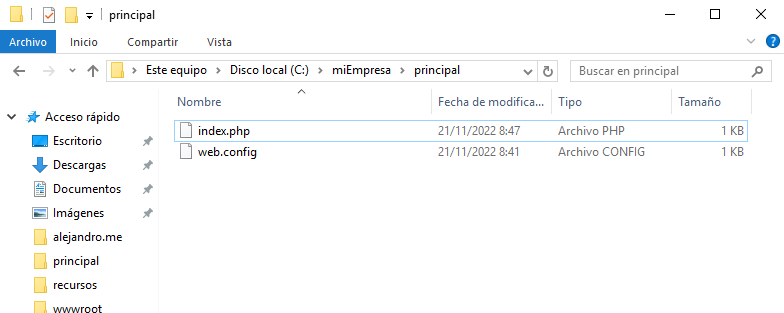 principal
Archivo Inicio Compartir Vista
Este equipo Disco local (C:) miEmpresa principal Buscar en principal
Nombre Fecha de modifica... Tipo Tamaño
Acceso rápido
Escritorio
Descargas
Documentos
Imágenes
alejandro.me
principal
recursos
wwwroot
index.php 21/11/2022 8:47 Archivo PHP 1 KB
web.config 21/11/2022 8:41 Archivo CONFIG 1 KB